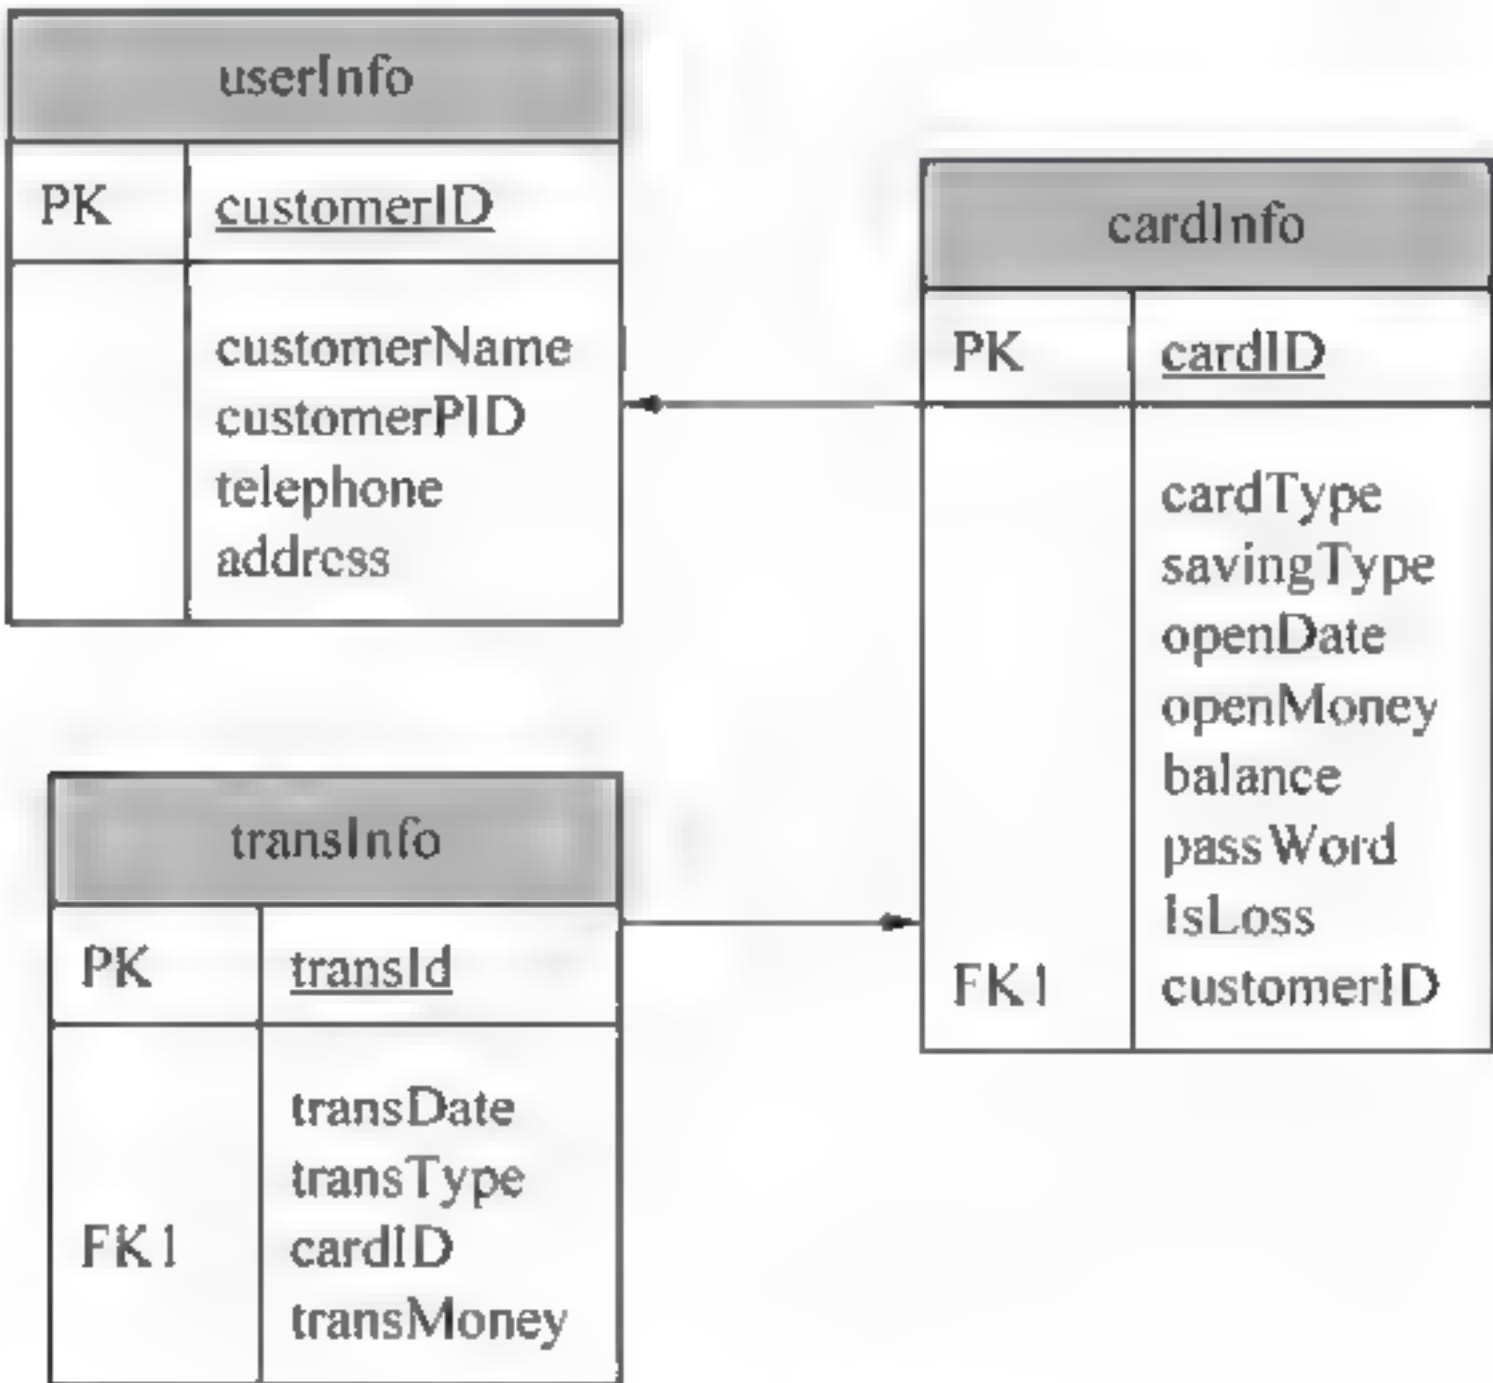 userInfo
PK customerID
customerName
customerPID
telephone
address
cardInfo
PK cardID
cardType
savingType
openDate
openMoney
balance
passWord
IsLoss
FK1 customerID
transInfo
PK transId
transDate
transType
FK1 cardID
transMoney